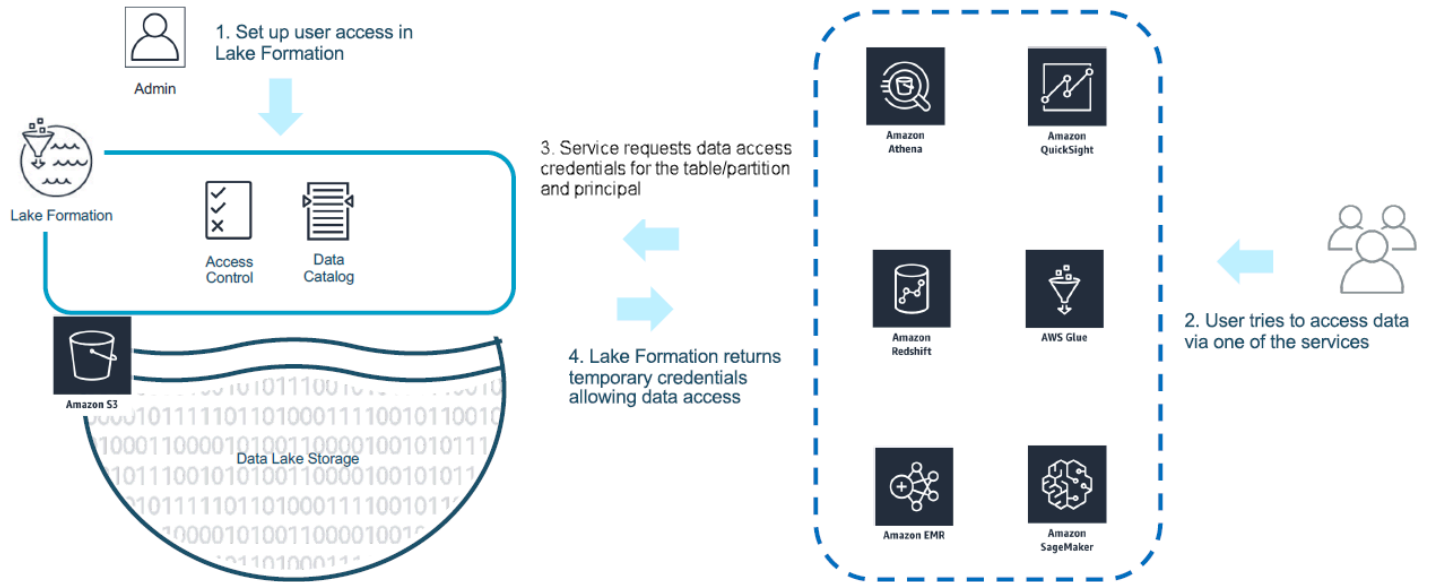 1. Set up user access in
Lake Formation
Admin
Lake Formation
Access
Control
Data
Catalog
3. Service requests data access
credentials for the table/partition
and principal
4. Lake Formation returns
temporary credentials
allowing data access
Amazon S3
Data Lake Storage
Amazon
Athena
Amazon
QuickSight
Amazon
Redshift
AWS Glue
Amazon EMR
Amazon
SageMaker
2. User tries to access data
via one of the services